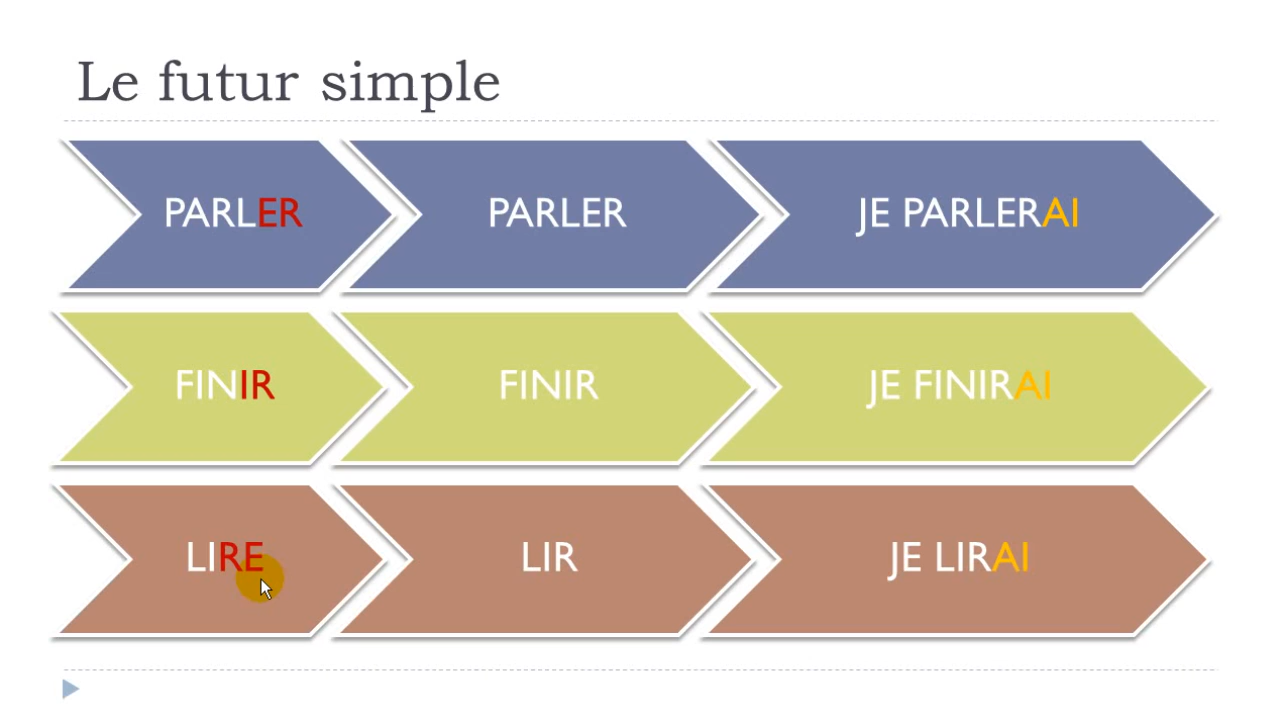 Le futur simple
PARLER PARLER JE PARLERAI
FINIR FINIR JE FINIRAI
LIRE LIR JE LIRAI